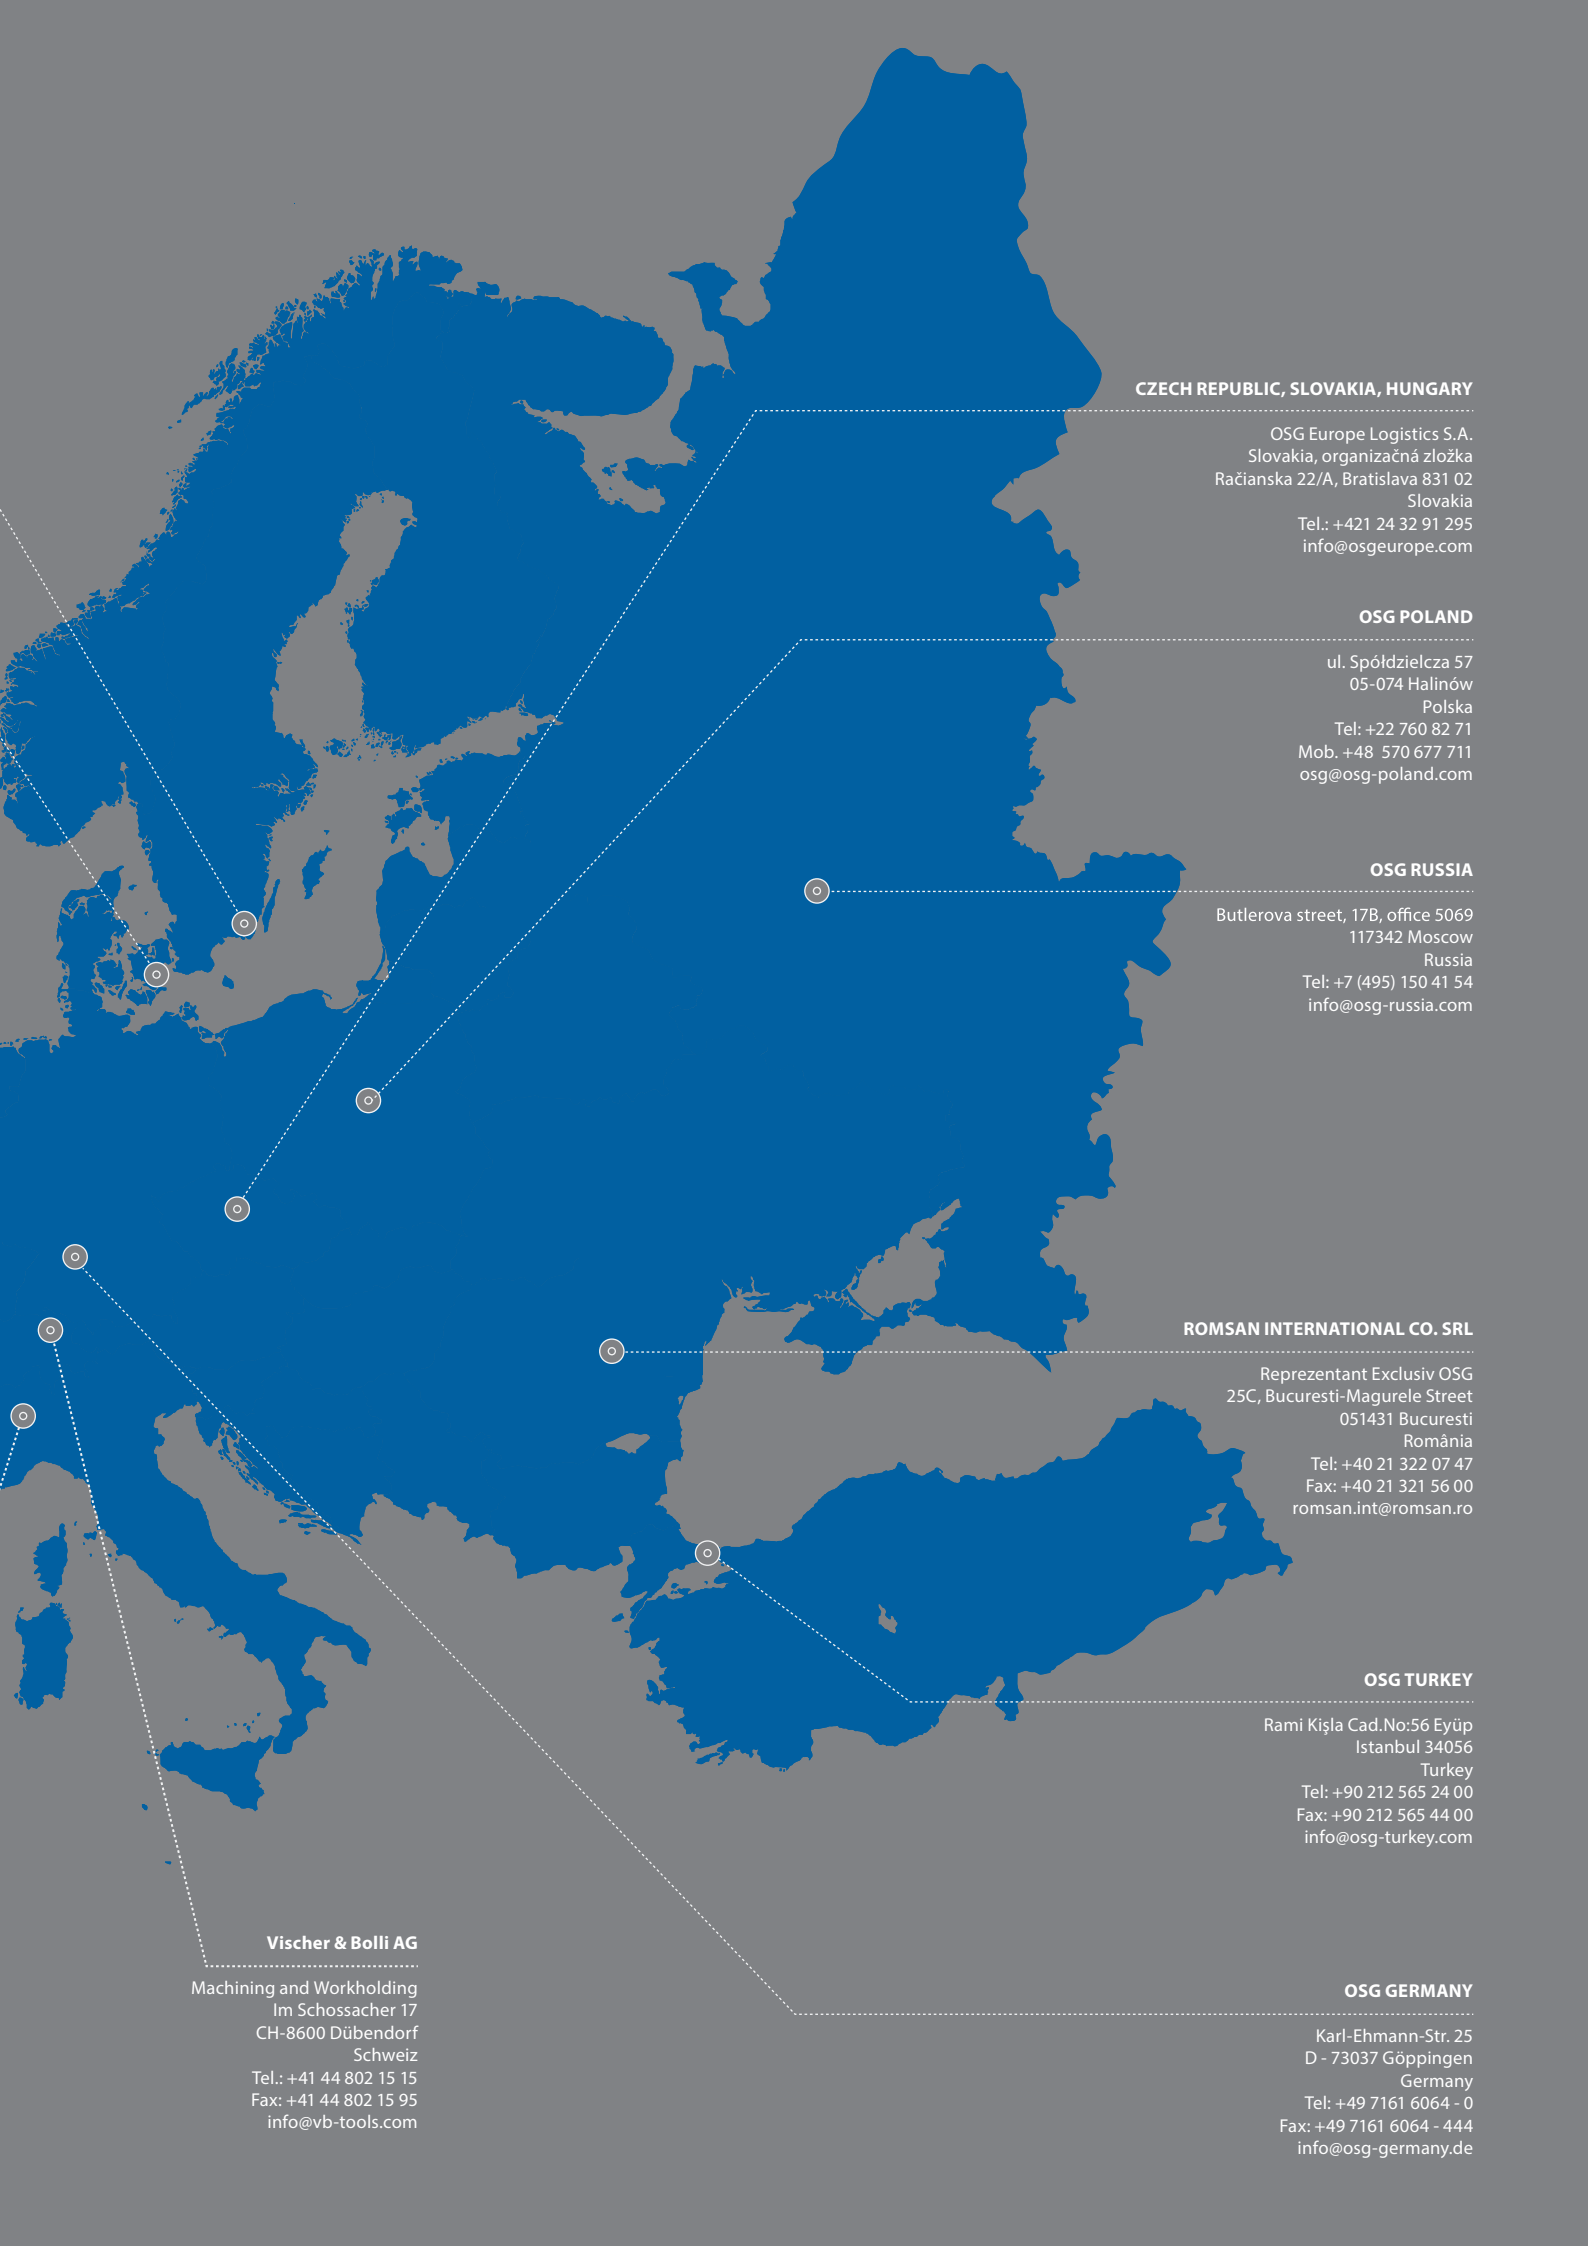 CZECH REPUBLIC, SLOVAKIA, HUNGARY
OSG Europe Logistics S.A.
Slovakia, organizačná zložka
Račianska 22/A, Bratislava 831 02
Slovakia
Tel.: +421 24 32 91 295
info@osgeurope.com
OSG POLAND
ul. Spółdzielcza 57
05-074 Halinów
Polska
Tel: +22 760 82 71
Mob. +48 570 677 711
osg@osg-poland.com
OSG RUSSIA
Butlerova street, 17B, office 5069
117342 Moscow
Russia
Tel: +7 (495) 150 41 54
info@osg-russia.com
ROMSAN INTERNATIONAL CO. SRL
Reprezentant Exclusiv OSG
25C, Bucuresti-Magurele Street
051431 Bucuresti
România
Tel: +40 21 322 07 47
Fax: +40 21 321 56 00
romsan.int@romsan.ro
OSG TURKEY
Rami Kişla Cad.No:56 Eyüp
Istanbul 34056
Turkey
Tel: +90 212 565 24 00
Fax: +90 212 565 44 00
info@osg-turkey.com
Vischer & Bolli AG
Machining and Workholding
Im Schossacher 17
CH-8600 Dübendorf
Schweiz
Tel.: +41 44 802 15 15
Fax: +41 44 802 15 95
info@vb-tools.com
OSG GERMANY
Karl-Ehmann-Str. 25
D - 73037 Göppingen
Germany
Tel: +49 7161 6064 - 0
Fax: +49 7161 6064 - 444
info@osg-germany.de